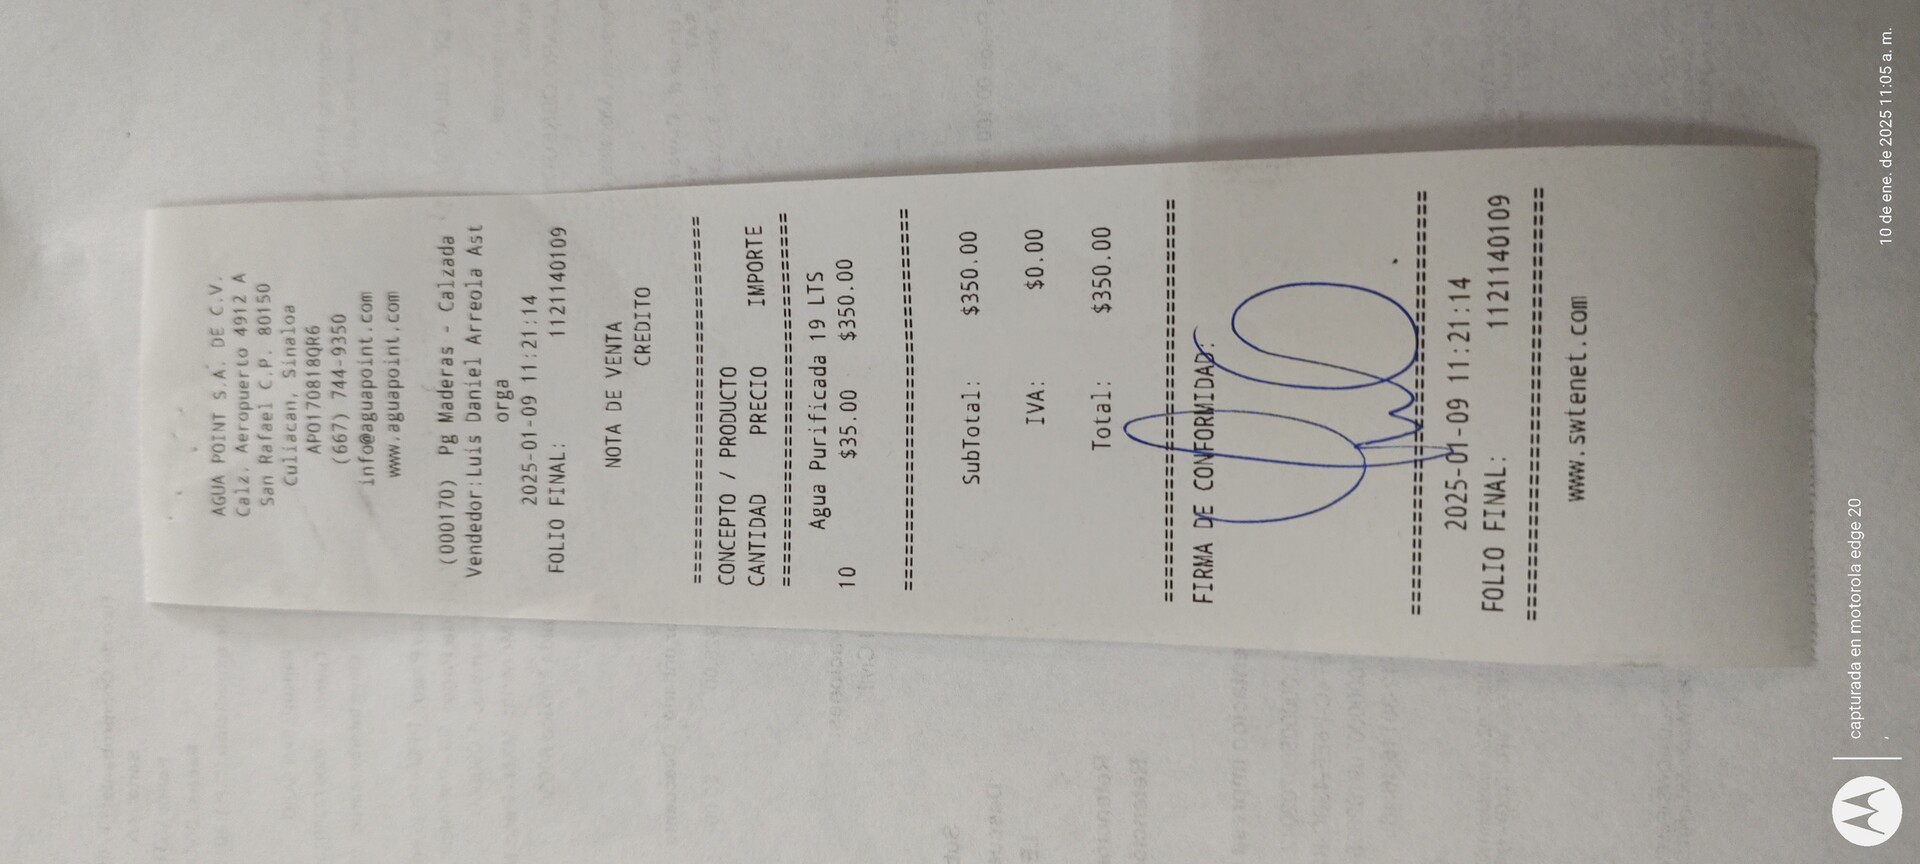 AGUA POINT S.A. DE C.V.
Calz. Aeropuerto 4912 A
San Rafael C.P. 80150
Culiacan, Sinaloa
APO170818QR6
(667) 744-9350
info@aguapoint.com
www.aguapoint.com
(000170) Pg Maderas - Calzada
Vendedor:Luis Daniel Arreola Ast
orga
2025-01-09 11:21:14
FOLIO FINAL: 1121140109
NOTA DE VENTA
CREDITO
================================
CONCEPTO / PRODUCTO
CANTIDAD PRECIO IMPORTE
================================
Agua Purificada 19 LTS
10 $35.00 $350.00
================================
SubTotal: $350.00
IVA: $0.00
Total: $350.00
================================
FIRMA DE CONFORMIDAD:
================================
2025-01-09 11:21:14
FOLIO FINAL: 1121140109
================================
www.swtenet.com
capturada en motorola edge 20
10 de ene. de 2025 11:05 a. m.